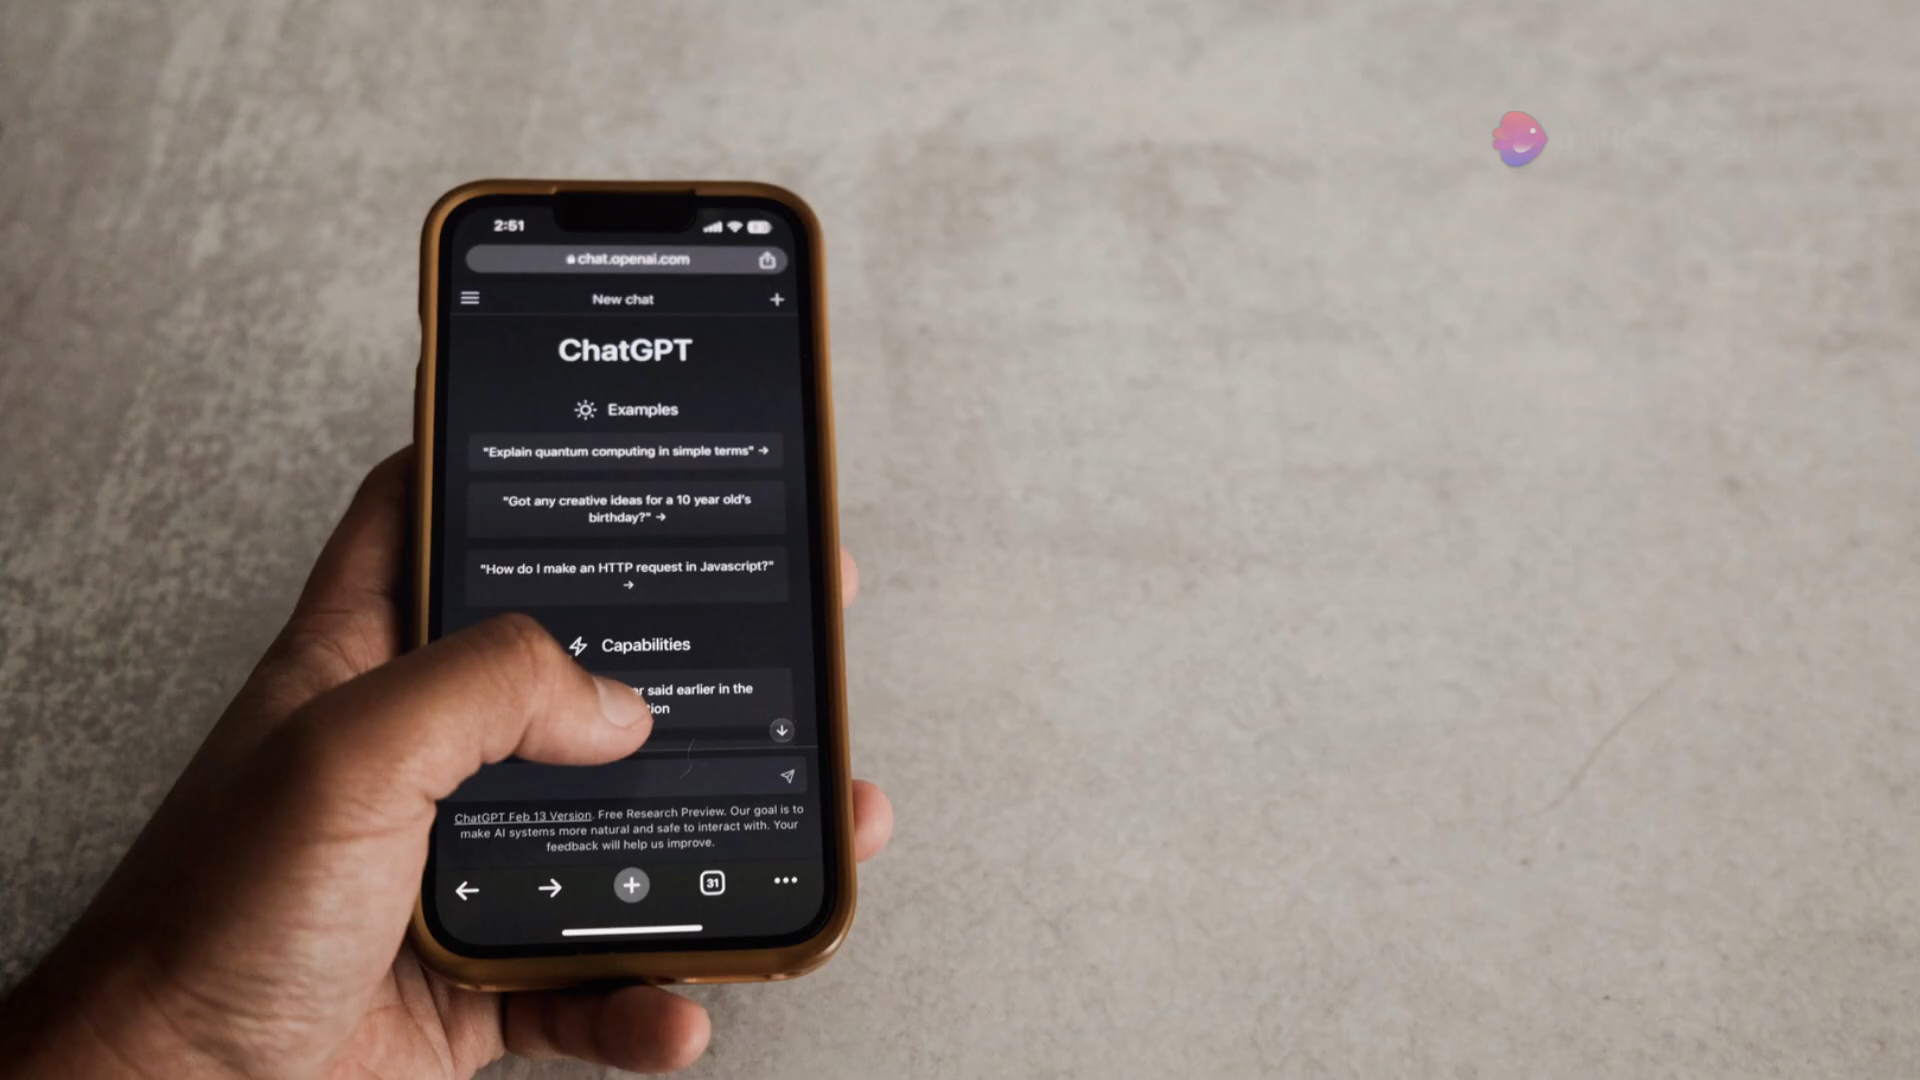 2:51
chat.openai.com
New chat
ChatGPT
Examples
"Explain quantum computing in simple terms" →
"Got any creative ideas for a 10 year old's
birthday?" →
"How do I make an HTTP request in Javascript?"
→
Capabilities
said earlier in the
ChatGPT Feb 13 Version. Free Research Preview. Our goal is to
make AI systems more natural and safe to interact with. Your
feedback will help us improve.
31